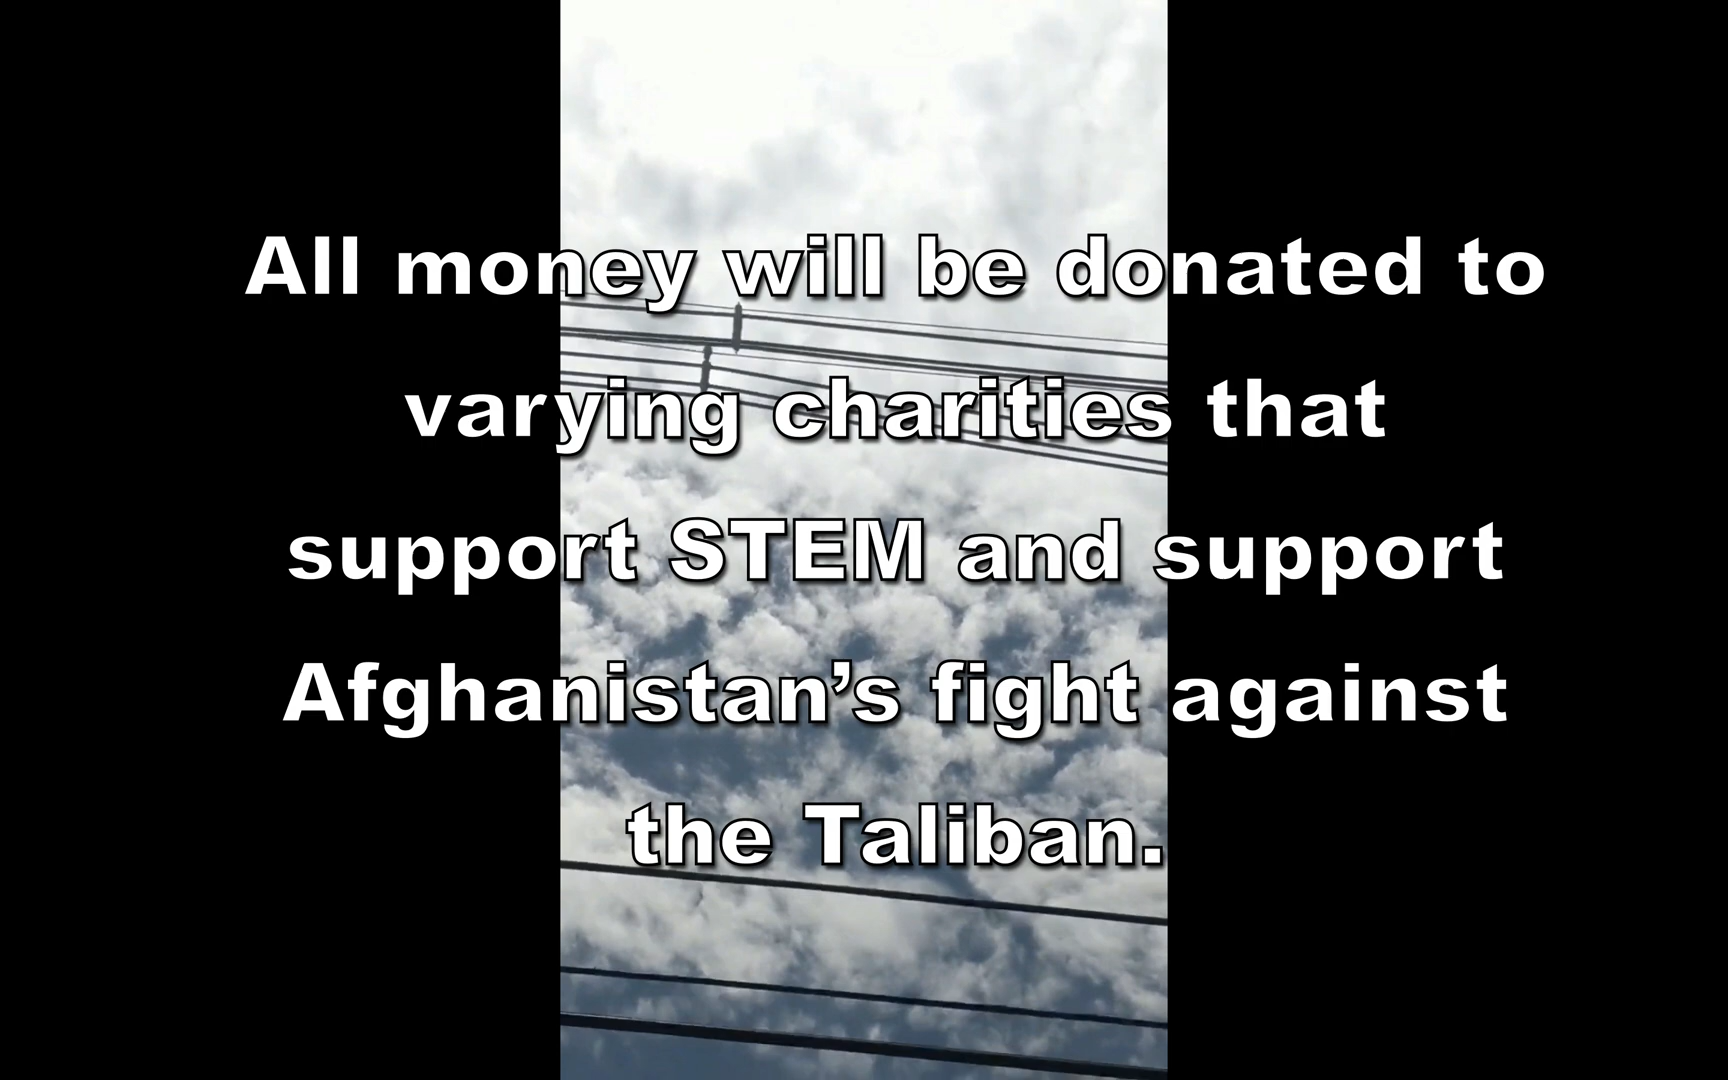 All money will be donated to
varying charities that
support STEM and support
Afghanistan’s fight against
the Taliban.